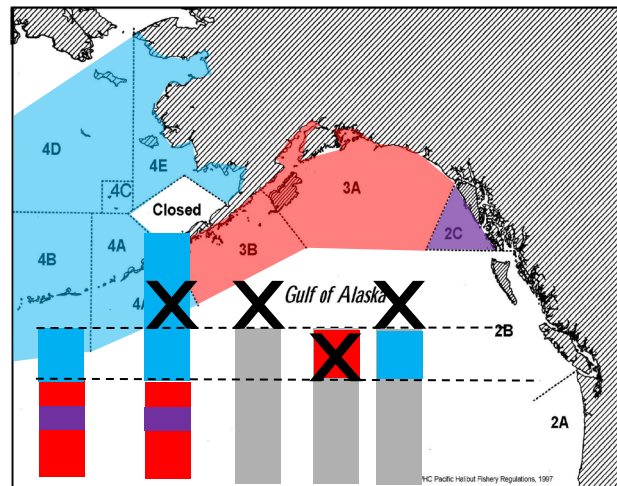 4D
4E
3A
4C
Closed
2C
4B
4A
3B
4A
Gulf of Alaska
2B
2A
HC Pacific Halibut Fishery Regulations, 1997